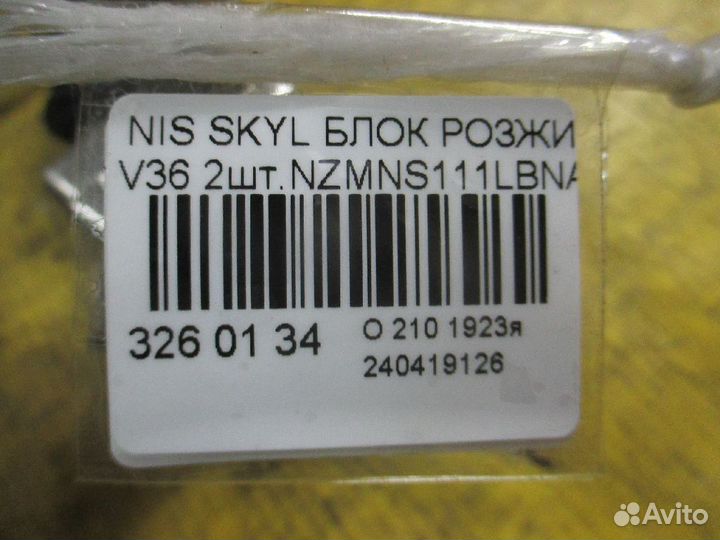 NIS SKYL БЛОК РОЗЖИ
V36 2шт.NZMNS111LBNA
326 01 34
О 210 1923я
240419126
Avito